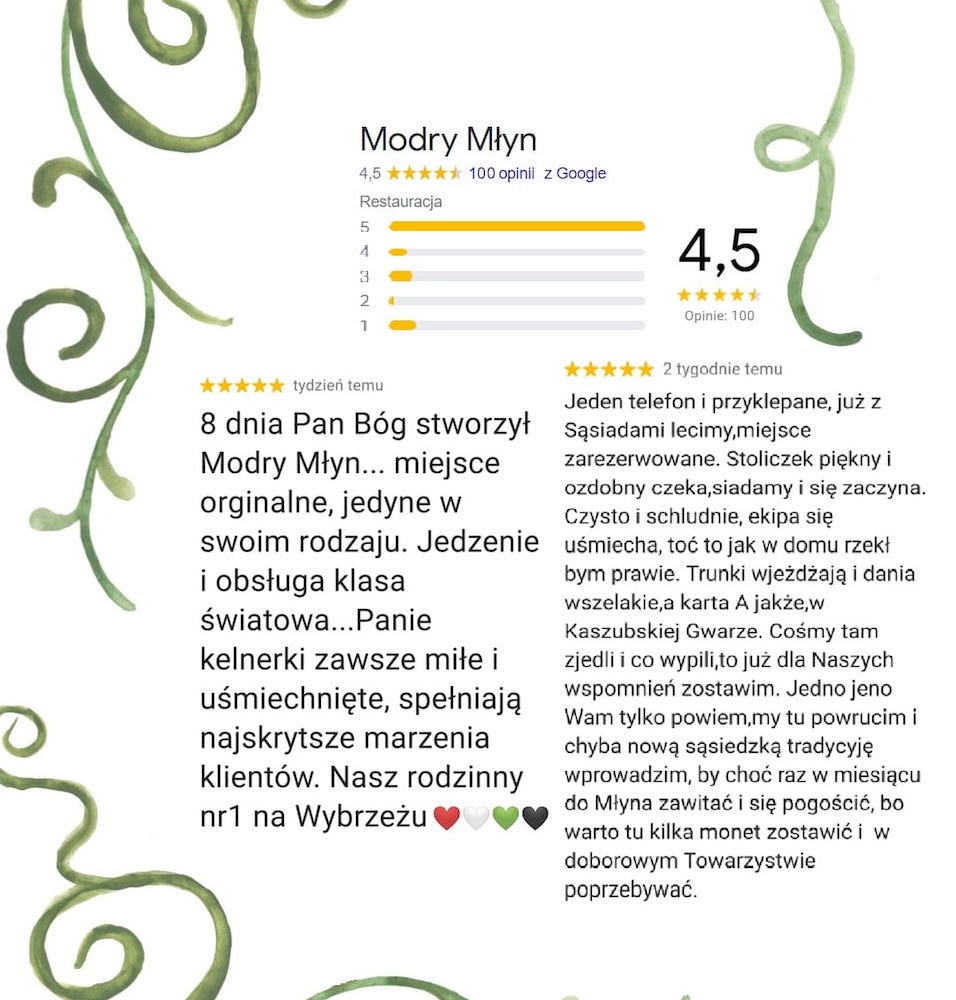 Modry Młyn
4,5 ★★★★★ 100 opinii z Google
Restauracja
5
4
3
2
1
4,5
Opinie: 100
tydzień temu
8 dnia Pan Bóg stworzył
Modry Młyn... miejsce
orginalne, jedyne w
swoim rodzaju. Jedzenie
i obsługa klasa
światowa...Panie
kelnerki zawsze miłe i
uśmiechnięte, spełniają
najskrytsze marzenia
klientów. Nasz rodzinny
nr1 na Wybrzeżu ❤️🤍💚🖤
2 tygodnie temu
Jeden telefon i przyklepane, już z
Sąsiadami lecimy,miejsce
zarezerwowane. Stoliczek piękny i
ozdobny czeka,siadamy i się zaczyna.
Czysto i schludnie, ekipa się
uśmiecha, toć to jak w domu rzekł
bym prawie. Trunki wjeżdżają i dania
wszelakie,a karta A jakże,w
Kaszubskiej Gwarze. Cośmy tam
zjedli i co wypili,to już dla Naszych
wspomnień zostawim. Jedno jeno
Wam tylko powiem,my tu powrucim i
chyba nową sąsiedzką tradycyję
wprowadzim, by choć raz w miesiącu
do Młyna zawitać i się pogościć, bo
warto tu kilka monet zostawić i w
doborowym Towarzystwie
poprzebywać.